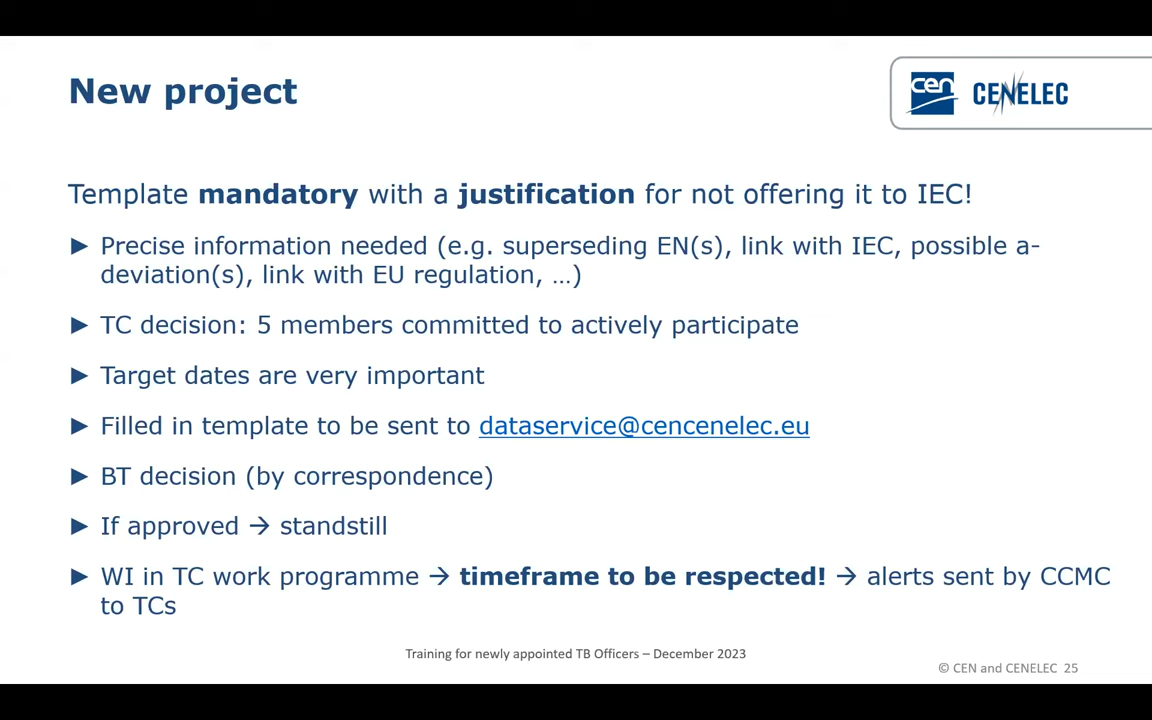 New project
cen CENELEC
Template mandatory with a justification for not offering it to IEC!
► Precise information needed (e.g. superseding EN(s), link with IEC, possible a-
deviation(s), link with EU regulation, …)
► TC decision: 5 members committed to actively participate
► Target dates are very important
► Filled in template to be sent to dataservice@cencenelec.eu
► BT decision (by correspondence)
► If approved → standstill
► WI in TC work programme → timeframe to be respected! → alerts sent by CCMC
to TCs
Training for newly appointed TB Officers – December 2023
© CEN and CENELEC 25